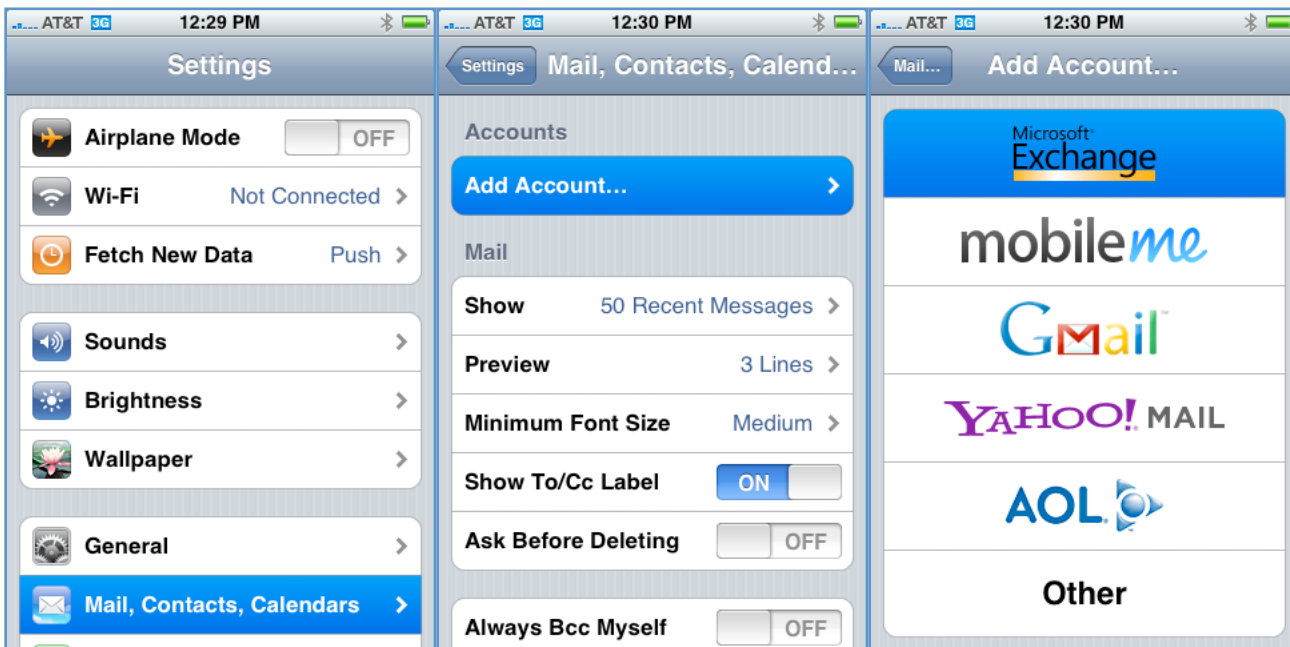 AT&T 3G 12:29 PM
Settings
Airplane Mode OFF
Wi-Fi Not Connected
Fetch New Data Push
Sounds
Brightness
Wallpaper
General
Mail, Contacts, Calendars
AT&T 3G 12:30 PM
Settings Mail, Contacts, Calend...
Accounts
Add Account...
Mail
Show 50 Recent Messages
Preview 3 Lines
Minimum Font Size Medium
Show To/Cc Label ON
Ask Before Deleting OFF
Always Bcc Myself OFF
AT&T 3G 12:30 PM
Mail... Add Account...
Microsoft
Exchange
mobileme
Gmail™
YAHOO! MAIL
AOL
Other